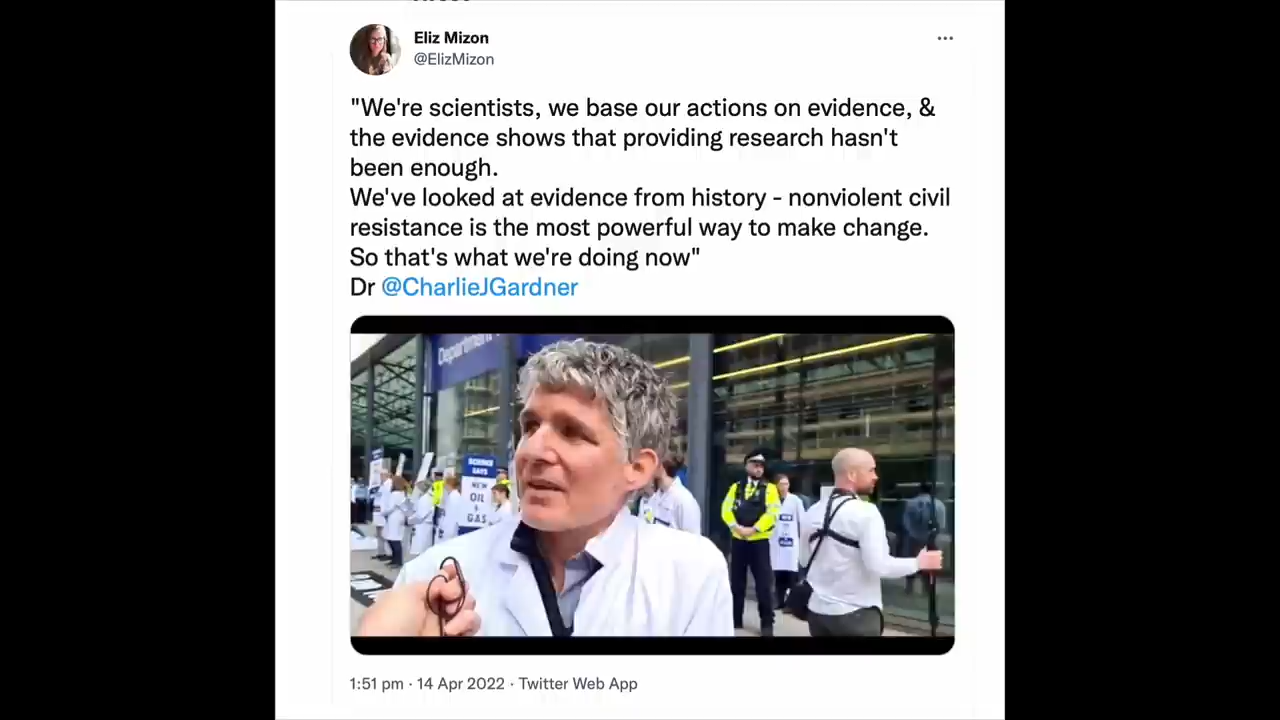 Eliz Mizon
@ElizMizon
"We're scientists, we base our actions on evidence, &
the evidence shows that providing research hasn't
been enough.
We've looked at evidence from history - nonviolent civil
resistance is the most powerful way to make change.
So that's what we're doing now"
Dr @CharlieJGardner
Department
SCIENCE
SAYS
NEW
OIL
+
GAS
NEW
1:51 pm · 14 Apr 2022 · Twitter Web App